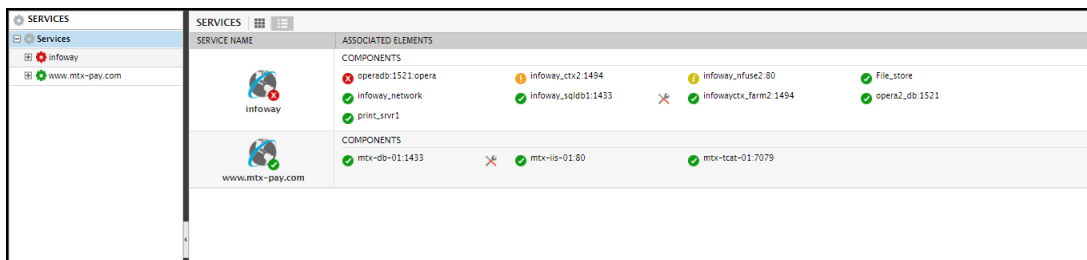 SERVICES
Services
infoway
www.mtx-pay.com
SERVICES
SERVICE NAME ASSOCIATED ELEMENTS
COMPONENTS
operadb:1521:opera infoway_ctx2:1494 infoway_nfuse2:80 File_store
infoway_network infoway_sqldb1:1433 infowayctx_farm2:1494 opera2_db:1521
print_srvr1
infoway
COMPONENTS
mtx-db-01:1433 mtx-iis-01:80 mtx-tcat-01:7079
www.mtx-pay.com